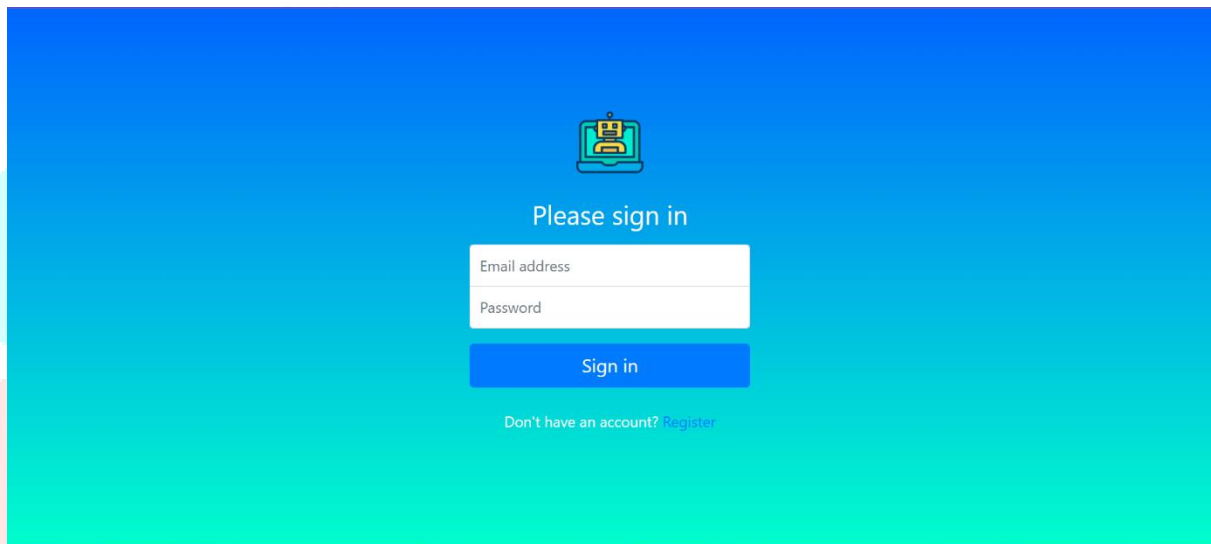 Please sign in
Email address
Password
Sign in
Don't have an account? Register